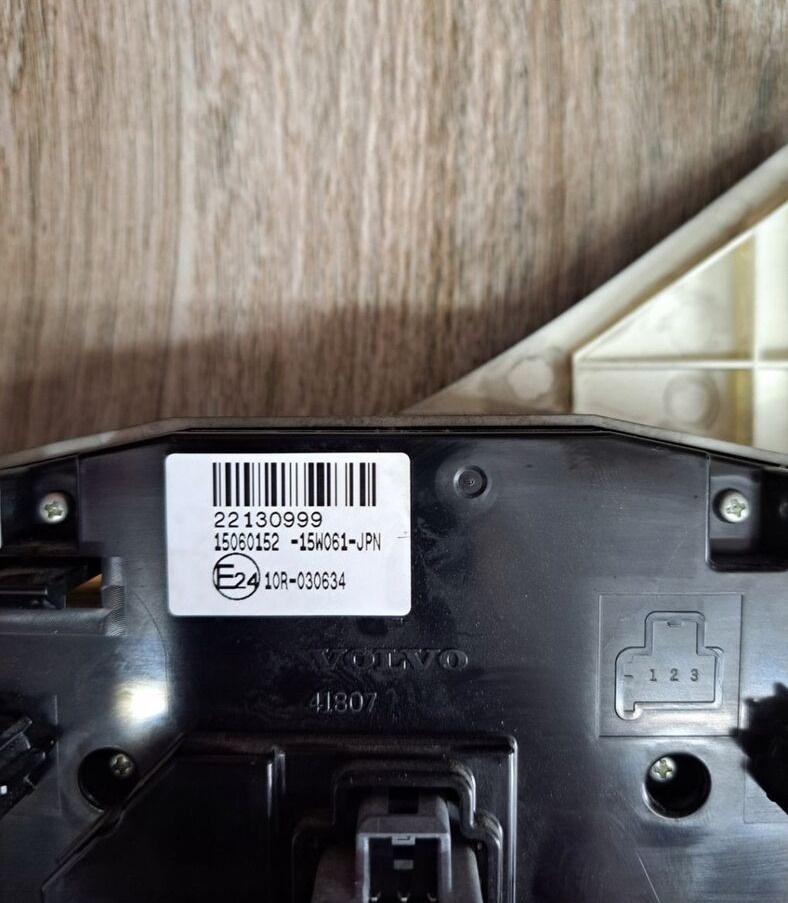 22130999
15060152 -15W061-JPN
E24 10R-030634
VOLVO
41807
- 1 2 3